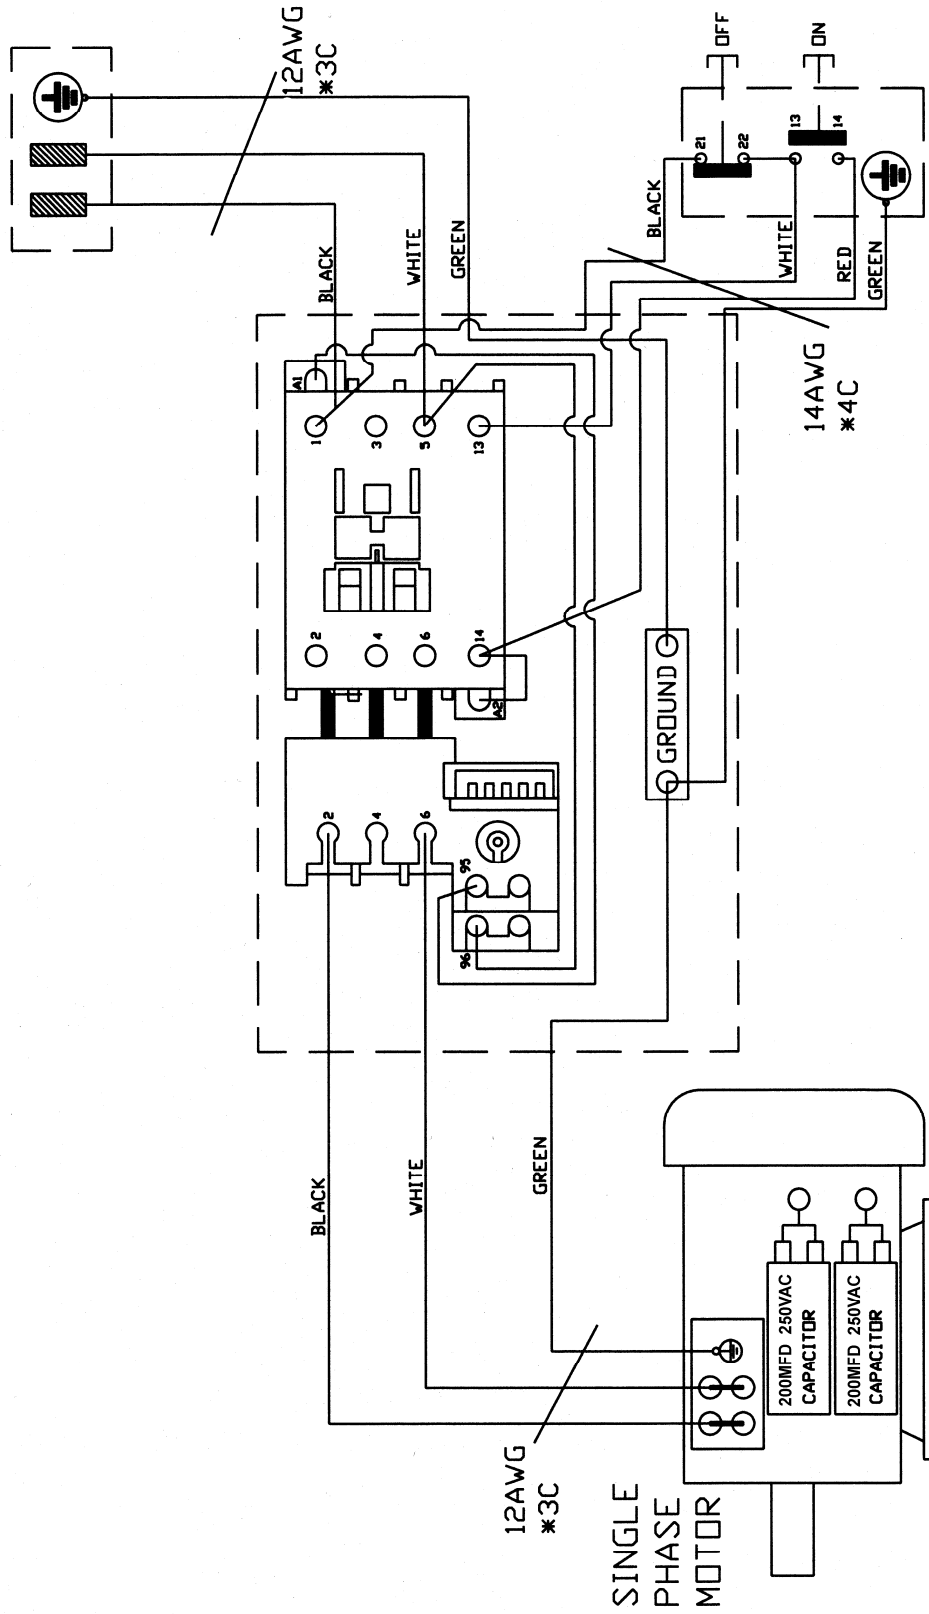 12AWG
*3C
OFF
ON
21
22
13
14
BLACK
WHITE
GREEN
BLACK
WHITE
RED
GREEN
14AWG
*4C
A1
1
3
5
13
2
4
6
14
A2
GROUND
2
4
6
95
96
BLACK
WHITE
GREEN
12AWG
*3C
SINGLE
PHASE
MOTOR
200MFD 250VAC
CAPACITOR
200MFD 250VAC
CAPACITOR